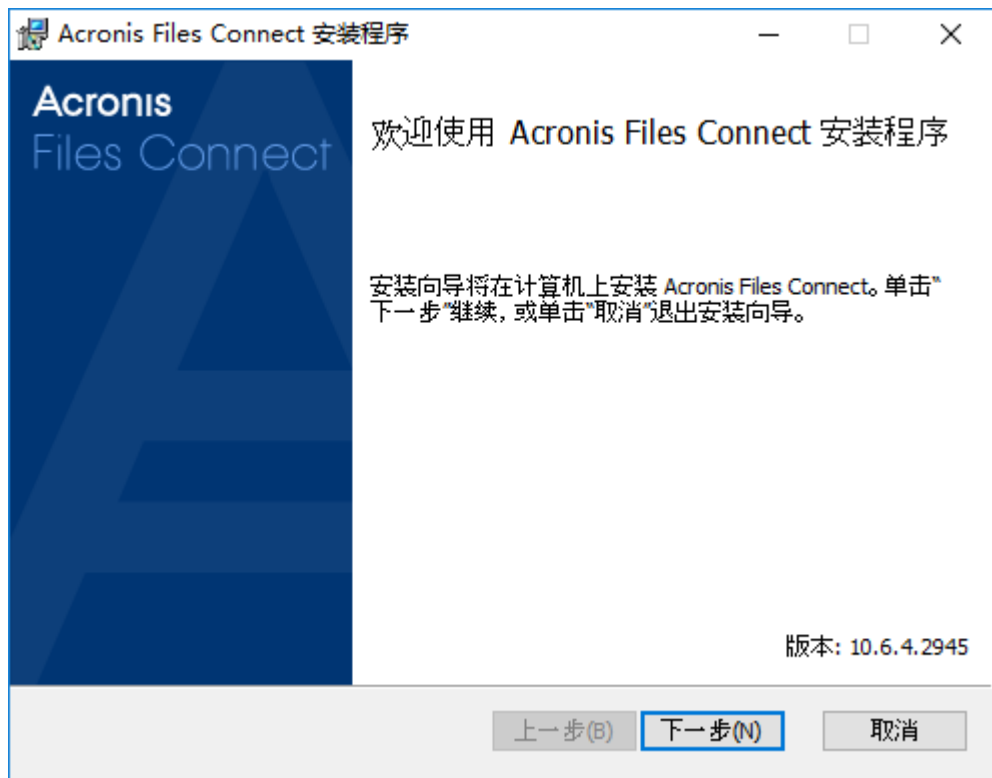 Acronis Files Connect 安装程序
Acronis
Files Connect
欢迎使用 Acronis Files Connect 安装程序
安装向导将在计算机上安装 Acronis Files Connect。单击“
下一步”继续，或单击“取消”退出安装向导。
版本: 10.6.4.2945
上一步(B) 下一步(N) 取消